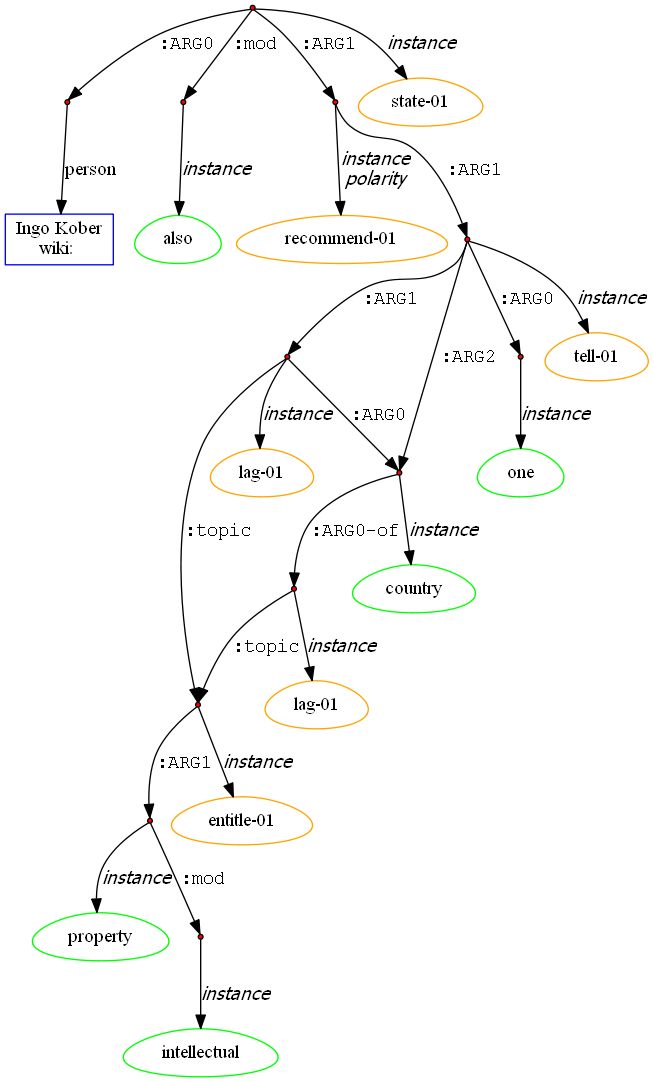 :ARG0
:mod
:ARG1
instance
state-01
person
instance
instance
polarity
:ARG1
Ingo Kober
wiki:
also
recommend-01
:ARG1
:ARG2
:ARG0
instance
tell-01
instance
:ARG0
instance
lag-01
one
:topic
:ARG0-of
instance
country
:topic
instance
lag-01
:ARG1
instance
entitle-01
instance
:mod
property
instance
intellectual